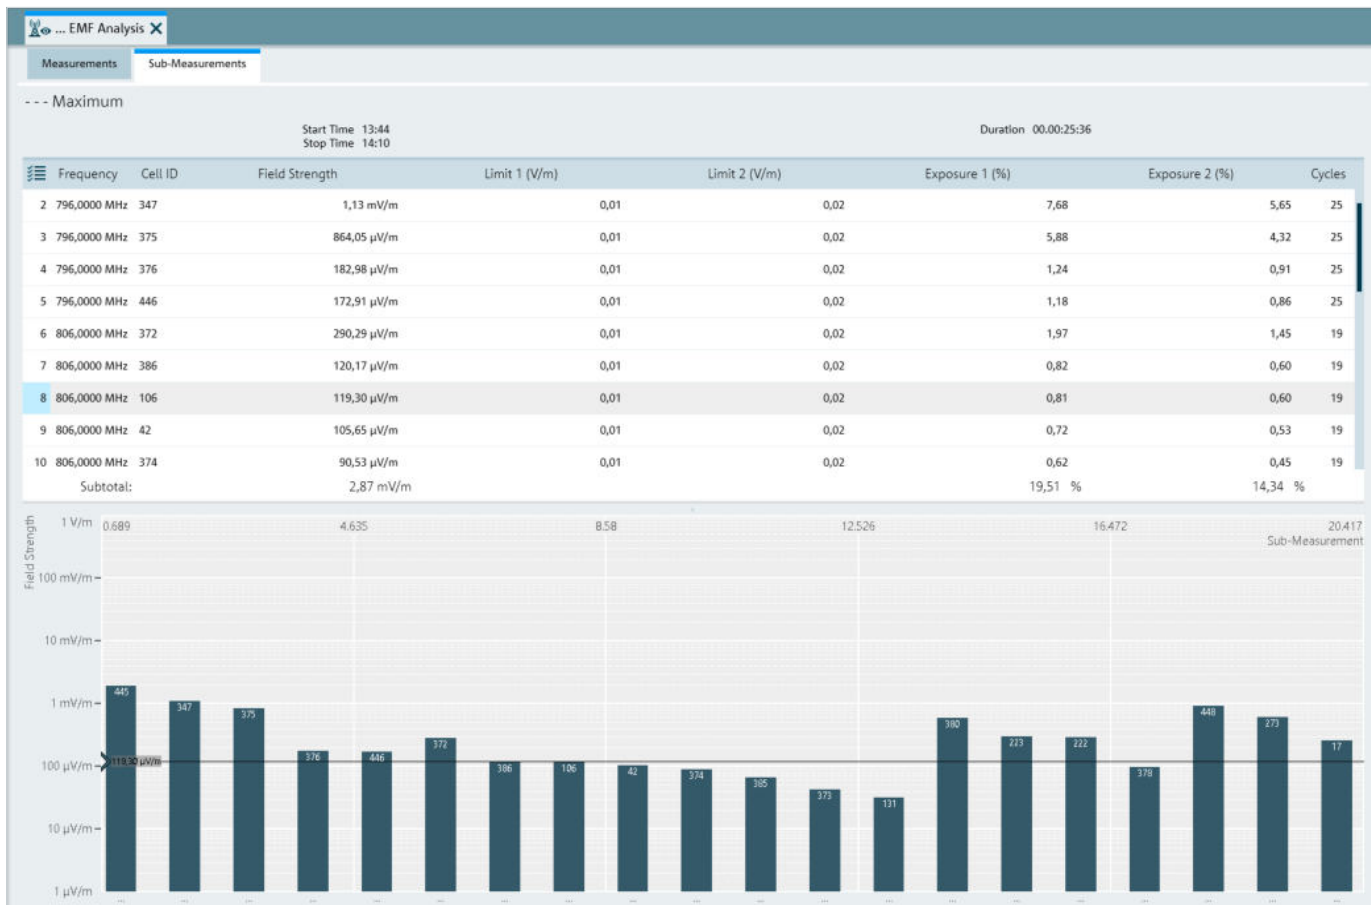 ... EMF Analysis
Measurements Sub-Measurements
- - - Maximum
Start Time 13:44
Stop Time 14:10
Duration 00.00:25:36
Frequency Cell ID Field Strength Limit 1 (V/m) Limit 2 (V/m) Exposure 1 (%) Exposure 2 (%) Cycles
2 796,0000 MHz 347 1,13 mV/m 0,01 0,02 7,68 5,65 25
3 796,0000 MHz 375 864,05 µV/m 0,01 0,02 5,88 4,32 25
4 796,0000 MHz 376 182,98 µV/m 0,01 0,02 1,24 0,91 25
5 796,0000 MHz 446 172,91 µV/m 0,01 0,02 1,18 0,86 25
6 806,0000 MHz 372 290,29 µV/m 0,01 0,02 1,97 1,45 19
7 806,0000 MHz 386 120,17 µV/m 0,01 0,02 0,82 0,60 19
8 806,0000 MHz 106 119,30 µV/m 0,01 0,02 0,81 0,60 19
9 806,0000 MHz 42 105,65 µV/m 0,01 0,02 0,72 0,53 19
10 806,0000 MHz 374 90,53 µV/m 0,01 0,02 0,62 0,45 19
Subtotal: 2,87 mV/m 19,51 % 14,34 %
Field Strength
1 V/m 0.689 4.635 8.58 12.526 16.472 20.417
Sub-Measurement
100 mV/m
10 mV/m
1 mV/m
100 µV/m
10 µV/m
1 µV/m
119,30 µV/m
445 347 375 376 446 372 386 106 42 374 385 373 131 380 223 222 378 448 273 17
... ... ... ... ... ... ... ... ... ... ... ... ... ... ... ... ... ... ... ...